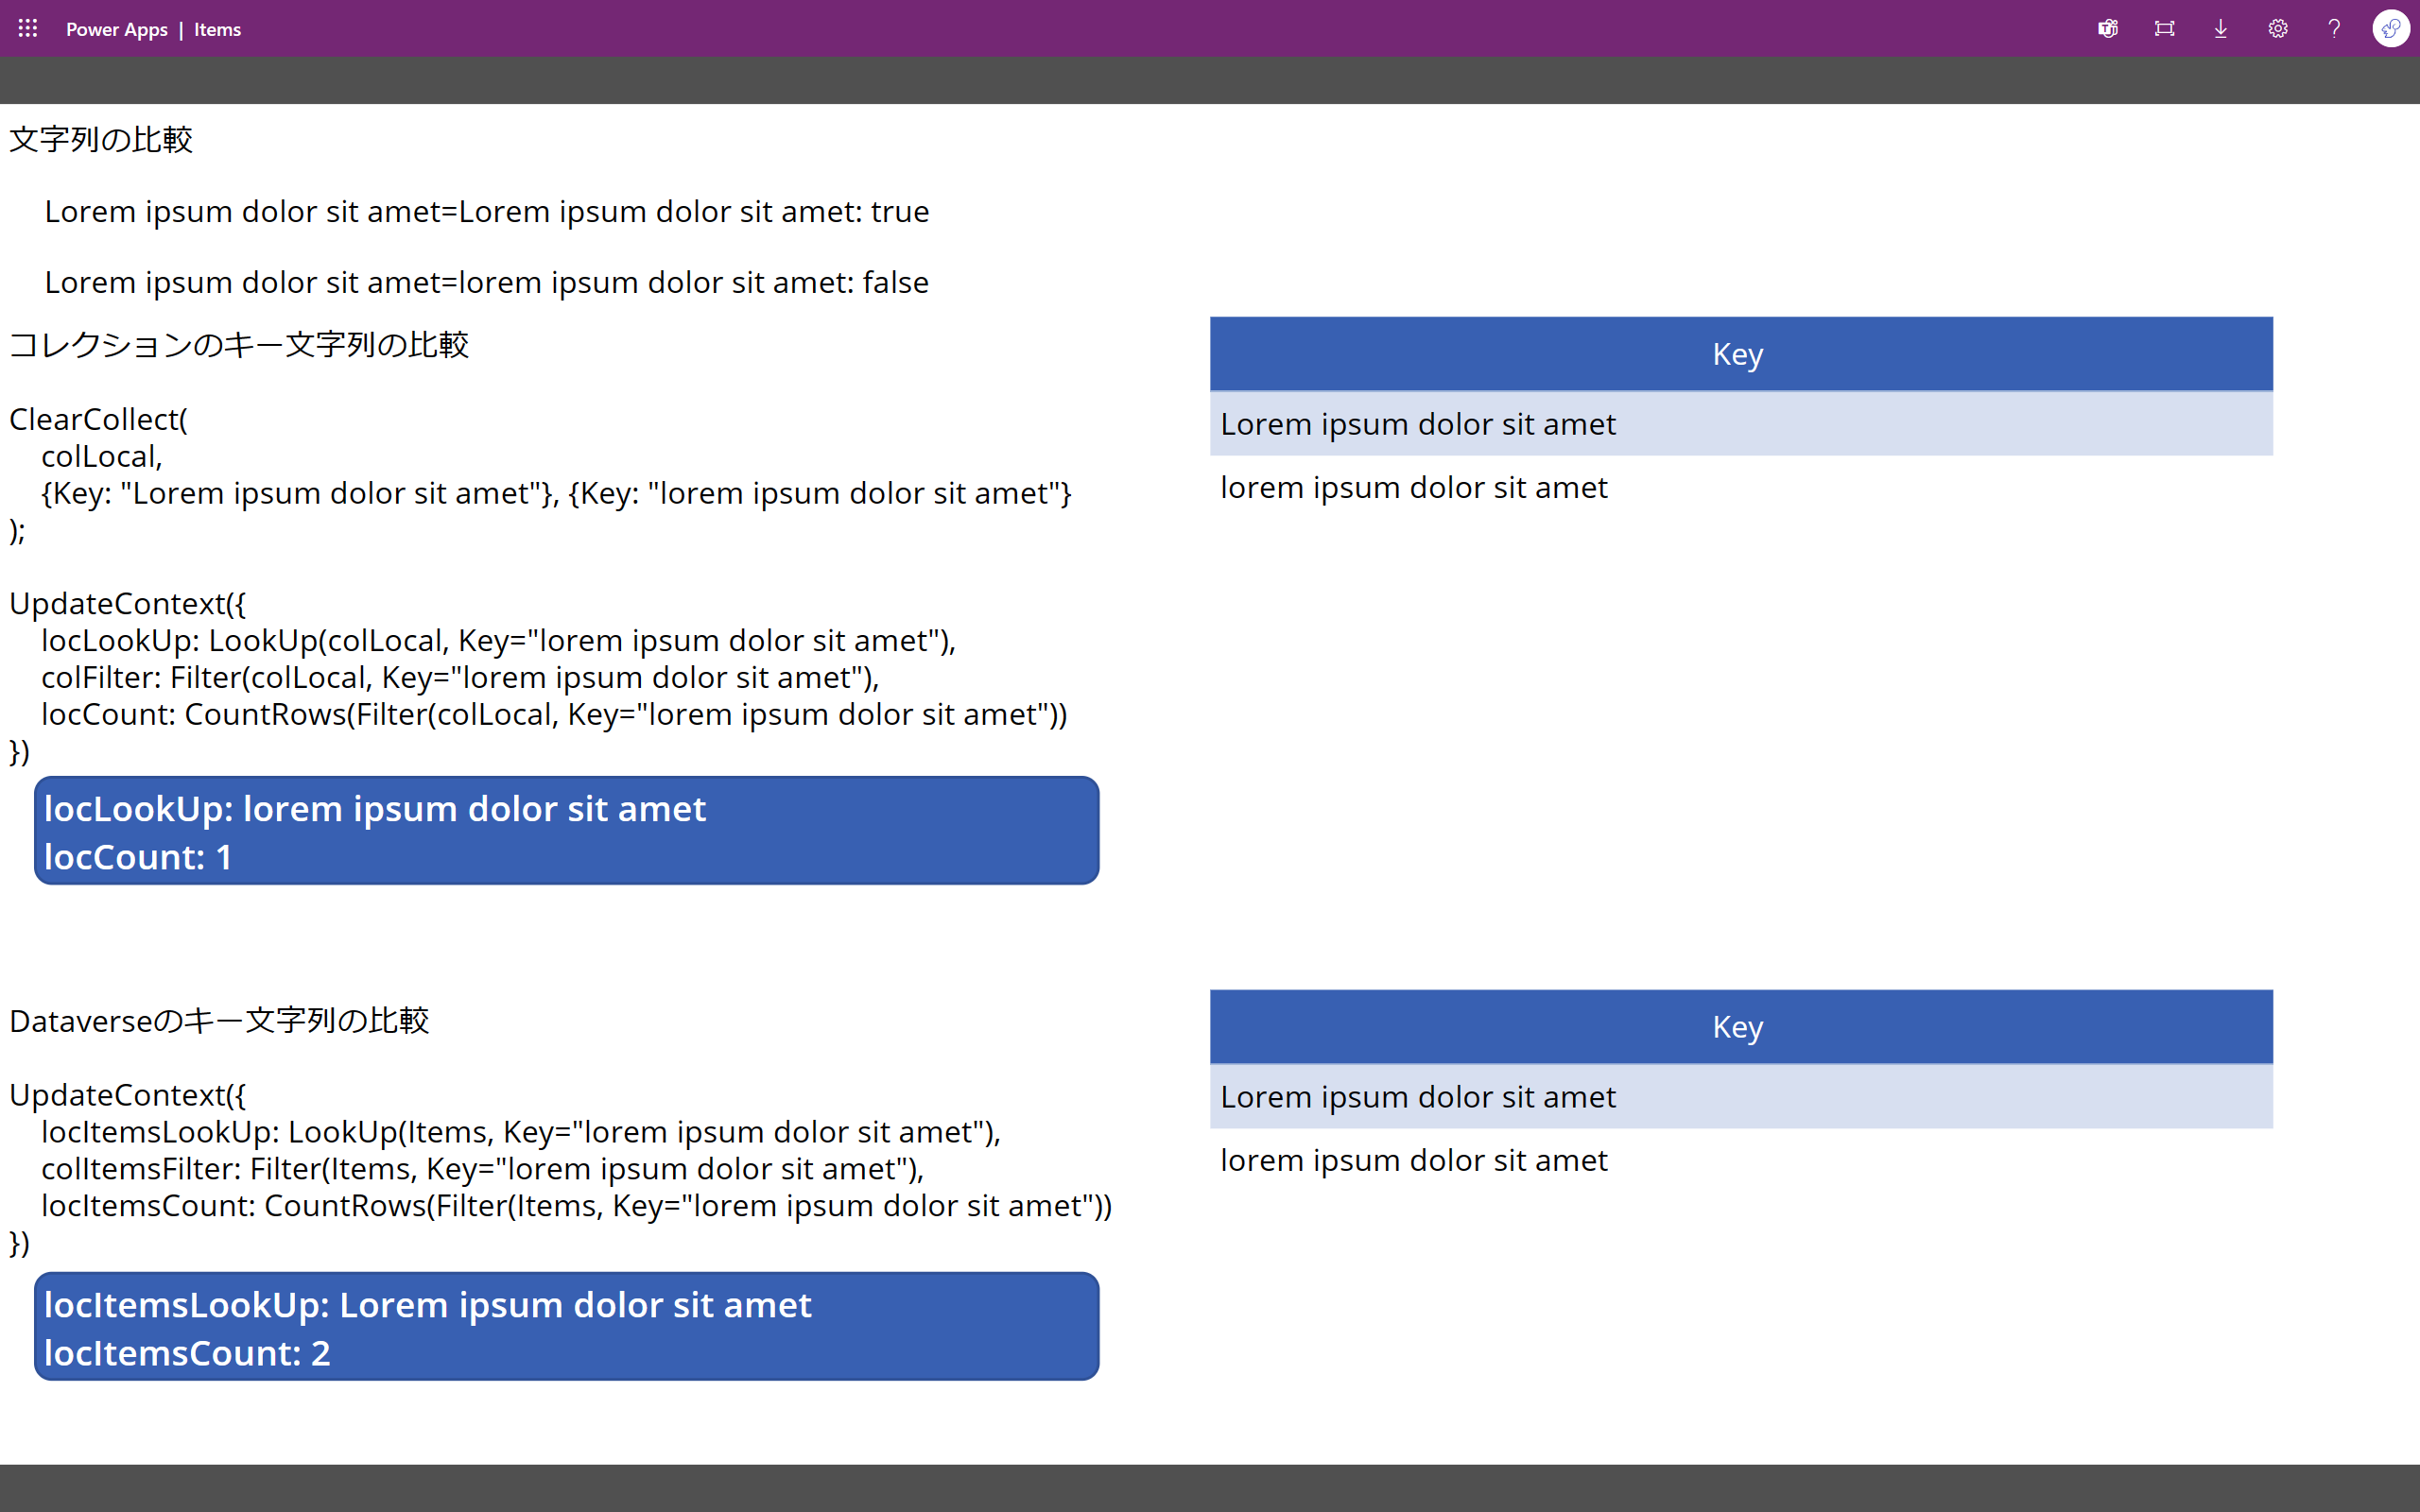 Power Apps | Items
文字列の比較
Lorem ipsum dolor sit amet=Lorem ipsum dolor sit amet: true
Lorem ipsum dolor sit amet=lorem ipsum dolor sit amet: false
コレクションのキー文字列の比較
ClearCollect(
colLocal,
{Key: "Lorem ipsum dolor sit amet"}, {Key: "lorem ipsum dolor sit amet"}
);
UpdateContext({
locLookUp: LookUp(colLocal, Key="lorem ipsum dolor sit amet"),
colFilter: Filter(colLocal, Key="lorem ipsum dolor sit amet"),
locCount: CountRows(Filter(colLocal, Key="lorem ipsum dolor sit amet"))
})
locLookUp: lorem ipsum dolor sit amet
locCount: 1
Key
Lorem ipsum dolor sit amet
lorem ipsum dolor sit amet
Dataverseのキー文字列の比較
UpdateContext({
locItemsLookUp: LookUp(Items, Key="lorem ipsum dolor sit amet"),
colItemsFilter: Filter(Items, Key="lorem ipsum dolor sit amet"),
locItemsCount: CountRows(Filter(Items, Key="lorem ipsum dolor sit amet"))
})
locItemsLookUp: Lorem ipsum dolor sit amet
locItemsCount: 2
Key
Lorem ipsum dolor sit amet
lorem ipsum dolor sit amet